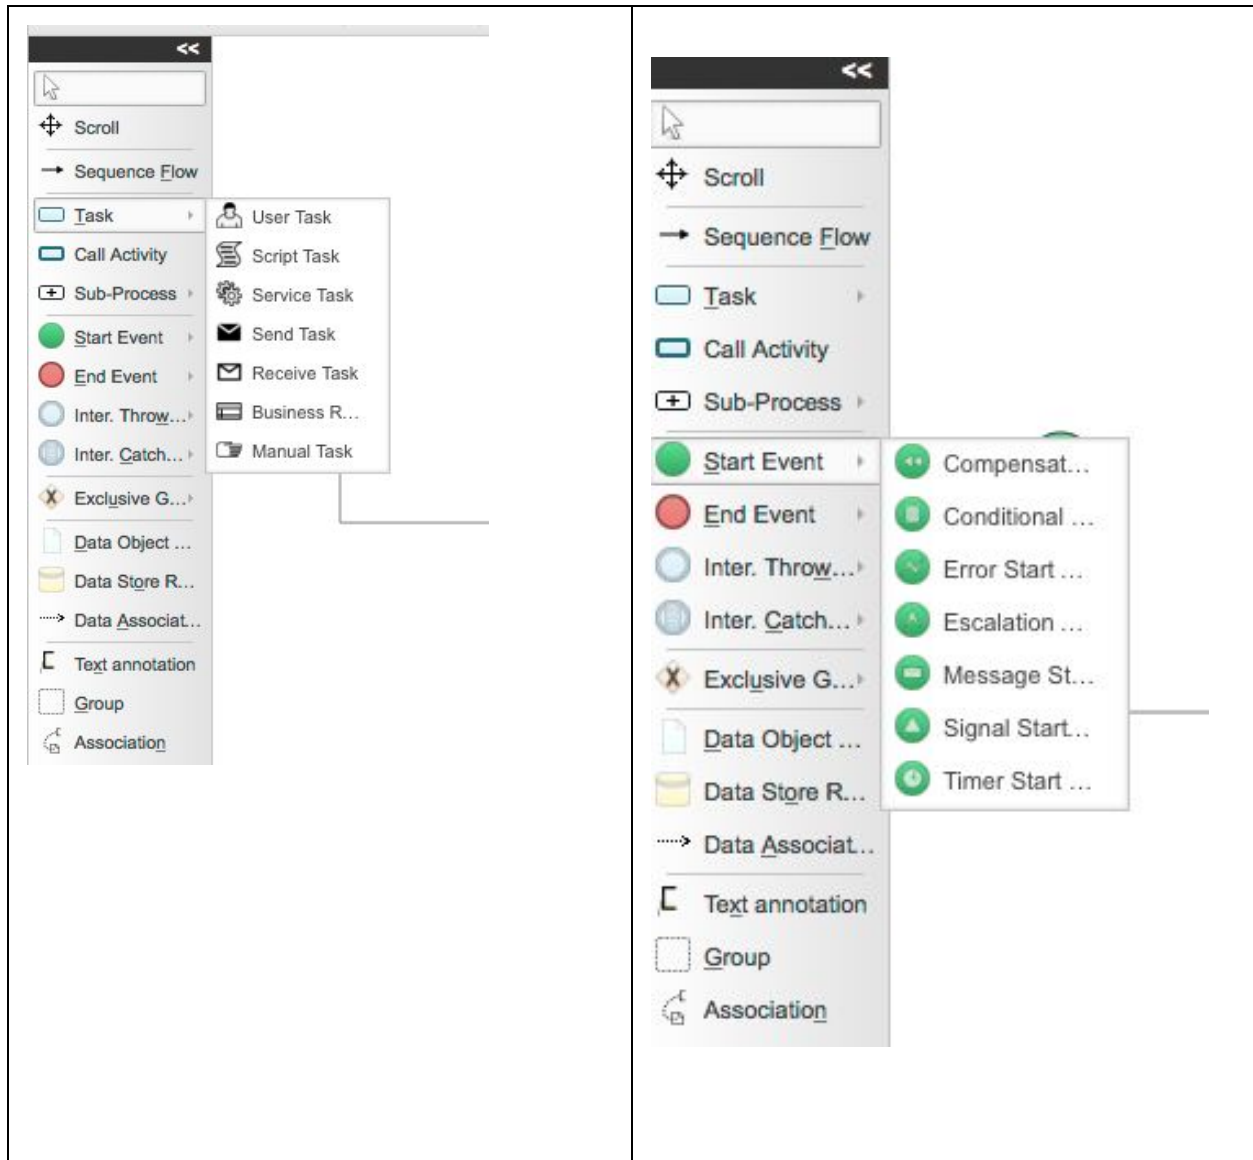 <<
Scroll
Sequence Flow
Task
Call Activity
Sub-Process
Start Event
End Event
Inter. Throw...
Inter. Catch...
Exclusive G...
Data Object ...
Data Store R...
Data Associat...
Text annotation
Group
Association
User Task
Script Task
Service Task
Send Task
Receive Task
Business R...
Manual Task
<<
Scroll
Sequence Flow
Task
Call Activity
Sub-Process
Start Event
End Event
Inter. Throw...
Inter. Catch...
Exclusive G...
Data Object ...
Data Store R...
Data Associat...
Text annotation
Group
Association
Compensat...
Conditional ...
Error Start ...
Escalation ...
Message St...
Signal Start...
Timer Start ...